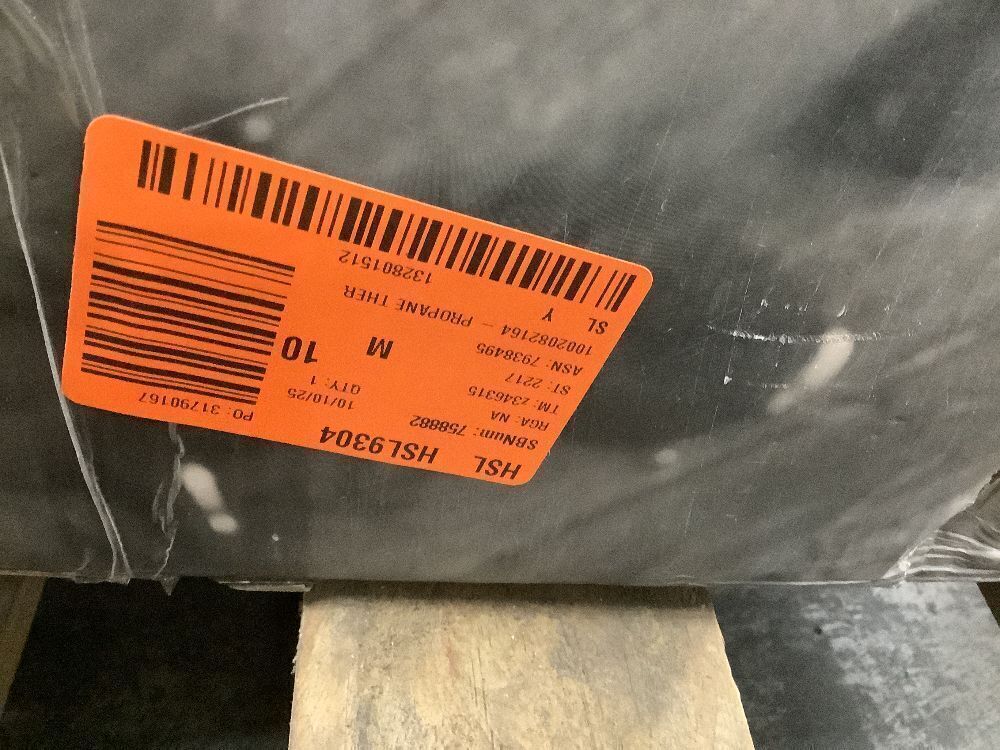 HSL HSL9304
SBNum: 758882
RGA: NA 10/10/25
TM: z346315 QTY: 1
ST: 2217
ASN: 7938495 M 10
1002082164 - PROPANE THER
SL Y
132801512
PO: 31790167